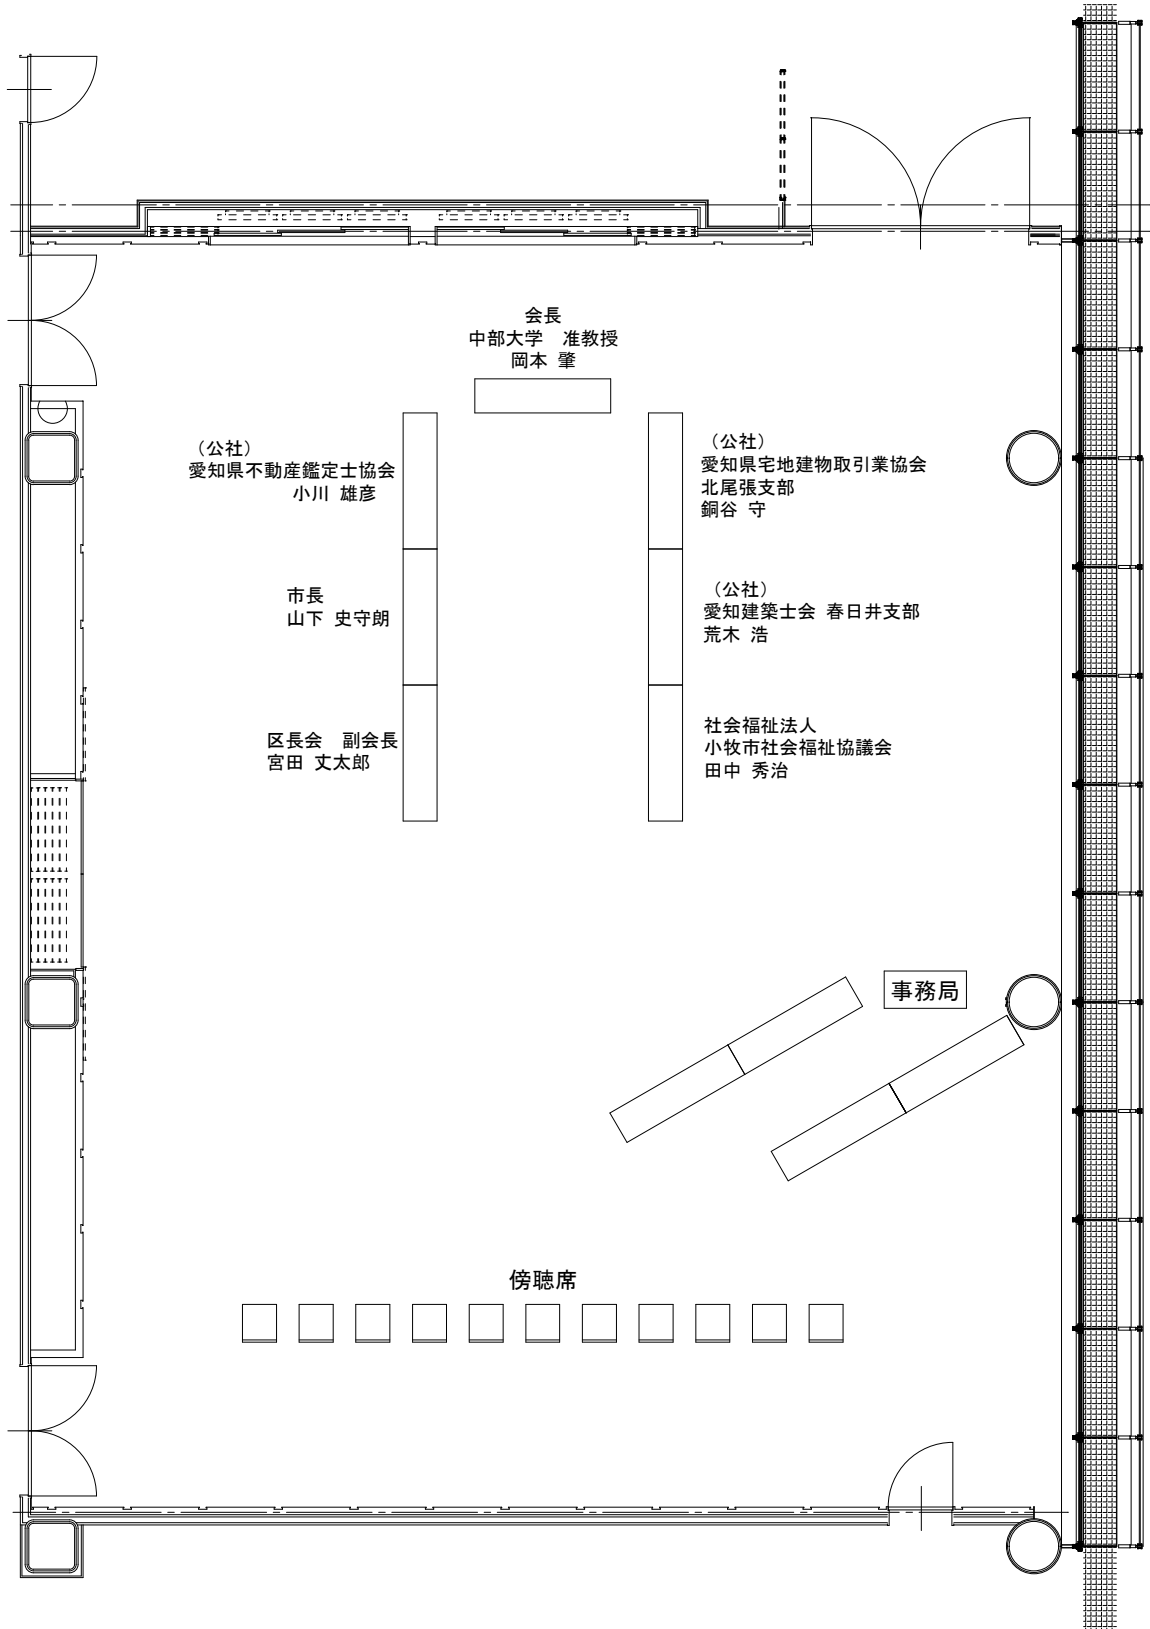 会長
中部大学　准教授
岡本 肇
（公社）
愛知県不動産鑑定士協会
小川 雄彦
（公社）
愛知県宅地建物取引業協会
北尾張支部
銅谷 守
市長
山下 史守朗
（公社）
愛知建築士会 春日井支部
荒木 浩
区長会　副会長
宮田 丈太郎
社会福祉法人
小牧市社会福祉協議会
田中 秀治
事務局
傍聴席